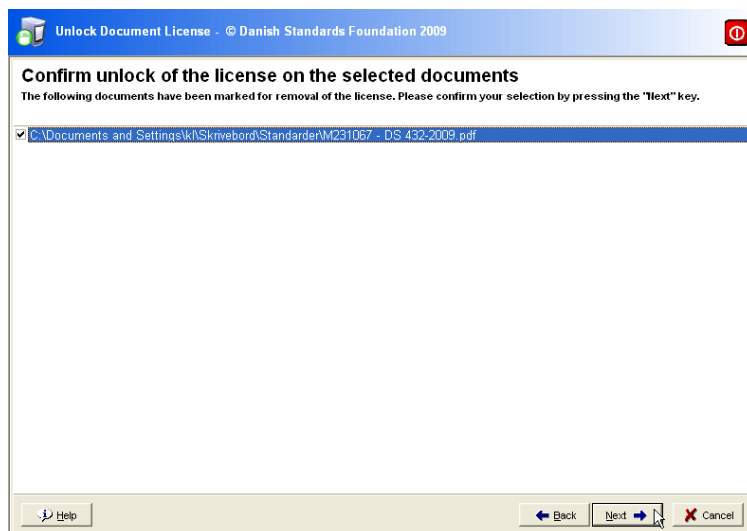 Unlock Document License - © Danish Standards Foundation 2009
Confirm unlock of the license on the selected documents
The following documents have been marked for removal of the license. Please confirm your selection by pressing the "Next" key.
C:\Documents and Settings\kl\Skrivebord\Standarder\M231067 - DS 432-2009.pdf
Help
Back
Next
Cancel